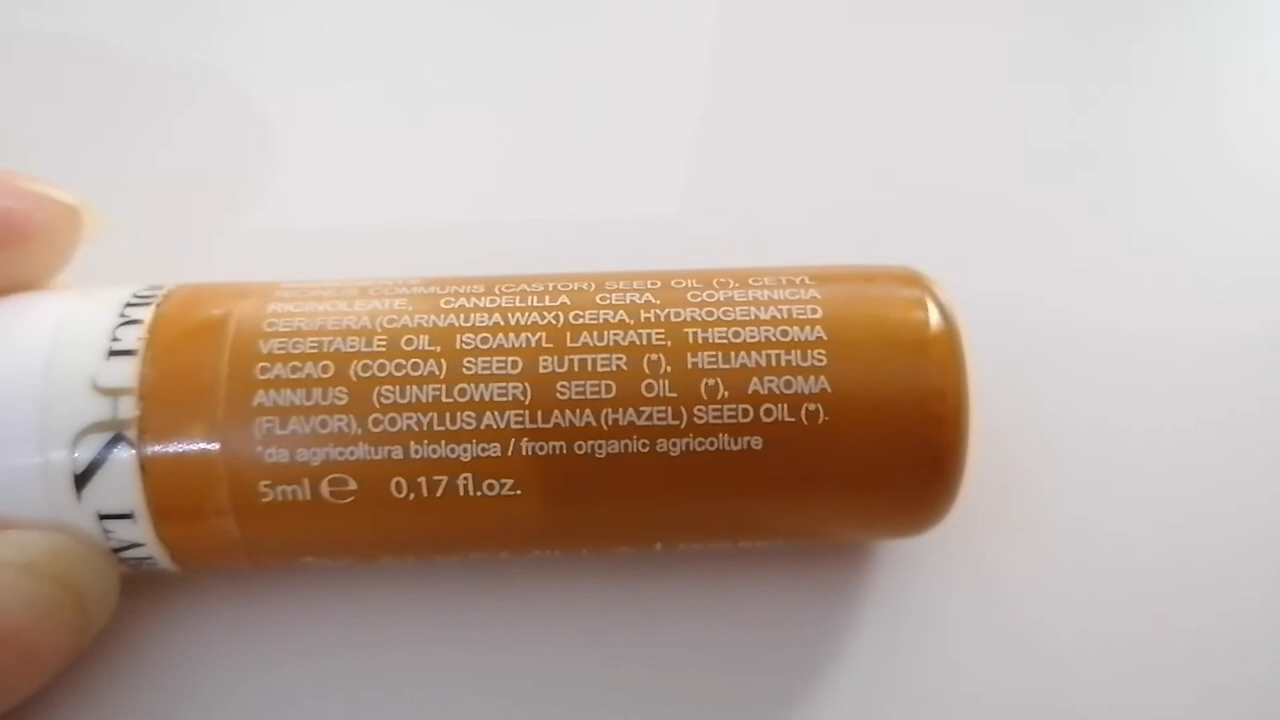 COMMUNIS (CASTOR) SEED OIL (*), CETYL
RICINOLEATE, CANDELILLA CERA, COPERNICIA
CERIFERA (CARNAUBA WAX) CERA, HYDROGENATED
VEGETABLE OIL, ISOAMYL LAURATE, THEOBROMA
CACAO (COCOA) SEED BUTTER (*), HELIANTHUS
ANNUUS (SUNFLOWER) SEED OIL (*), AROMA
(FLAVOR), CORYLUS AVELLANA (HAZEL) SEED OIL (*).
*da agricoltura biologica / from organic agricolture
5ml ℮ 0,17 fl.oz.